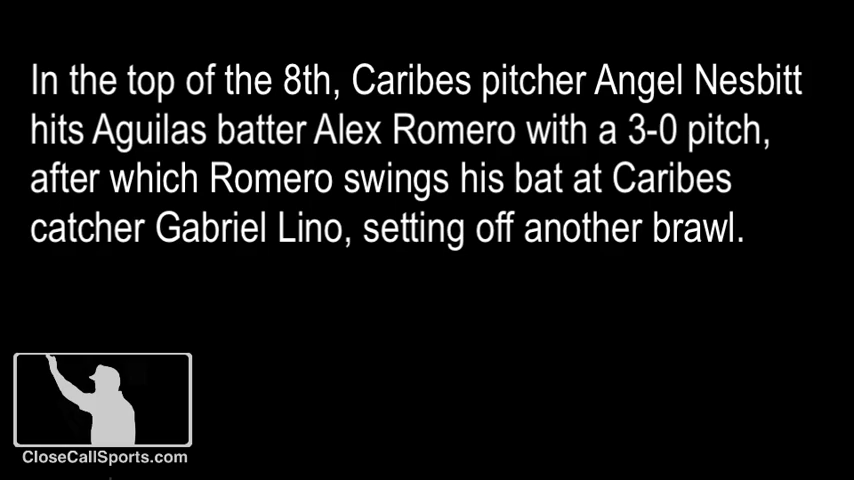 In the top of the 8th, Caribes pitcher Angel Nesbitt
hits Aguilas batter Alex Romero with a 3-0 pitch,
after which Romero swings his bat at Caribes
catcher Gabriel Lino, setting off another brawl.
CloseCallSports.com